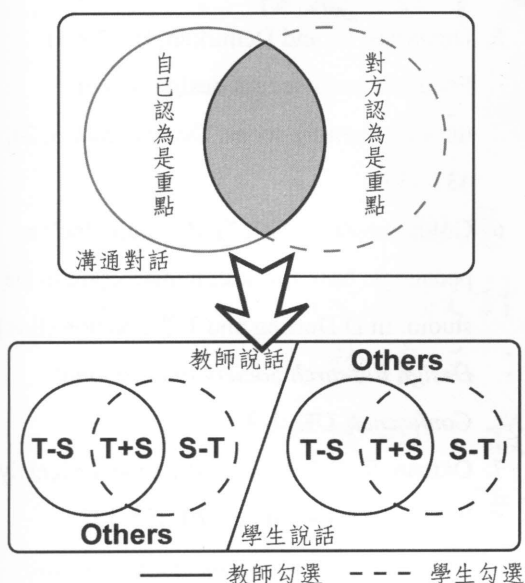 自己認為是重點
對方認為是重點
溝通對話
教師說話
Others
T-S
T+S
S-T
T-S
T+S
S-T
Others
學生說話
教師勾選
學生勾選